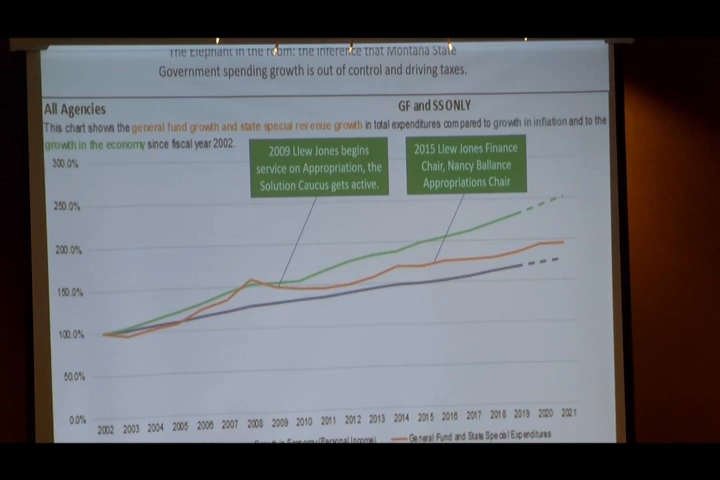 The Elephant in the room: the inference that Montana State
Government spending growth is out of control and driving taxes.
All Agencies
GF and SS ONLY
This chart shows the general fund growth and state special revenue growth in total expenditures compared to growth in inflation and to the
growth in the economy since fiscal year 2002.
2009 Llew Jones begins
service on Appropriation, the
Solution Caucus gets active.
2015 Llew Jones Finance
Chair, Nancy Ballance
Appropriations Chair
300.0%
250.0%
200.0%
150.0%
100.0%
50.0%
0.0%
2002 2003 2004 2005 2006 2007 2008 2009 2010 2011 2012 2013 2014 2015 2016 2017 2018 2019 2020 2021
Growth in Economy (Personal Income) General Fund and State Special Expenditures